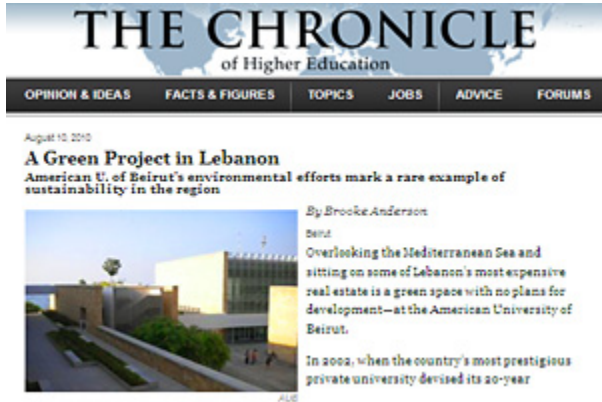 THE CHRONICLE
of Higher Education
OPINION & IDEAS FACTS & FIGURES TOPICS JOBS ADVICE FORUMS
August 10, 2010
A Green Project in Lebanon
American U. of Beirut's environmental efforts mark a rare example of
sustainability in the region
By Brooke Anderson
Beirut
Overlooking the Mediterranean Sea and
sitting on some of Lebanon's most expensive
real estate is a green space with no plans for
development—at the American University of
Beirut.
In 2002, when the country's most prestigious
private university devised its 20-year
AUB